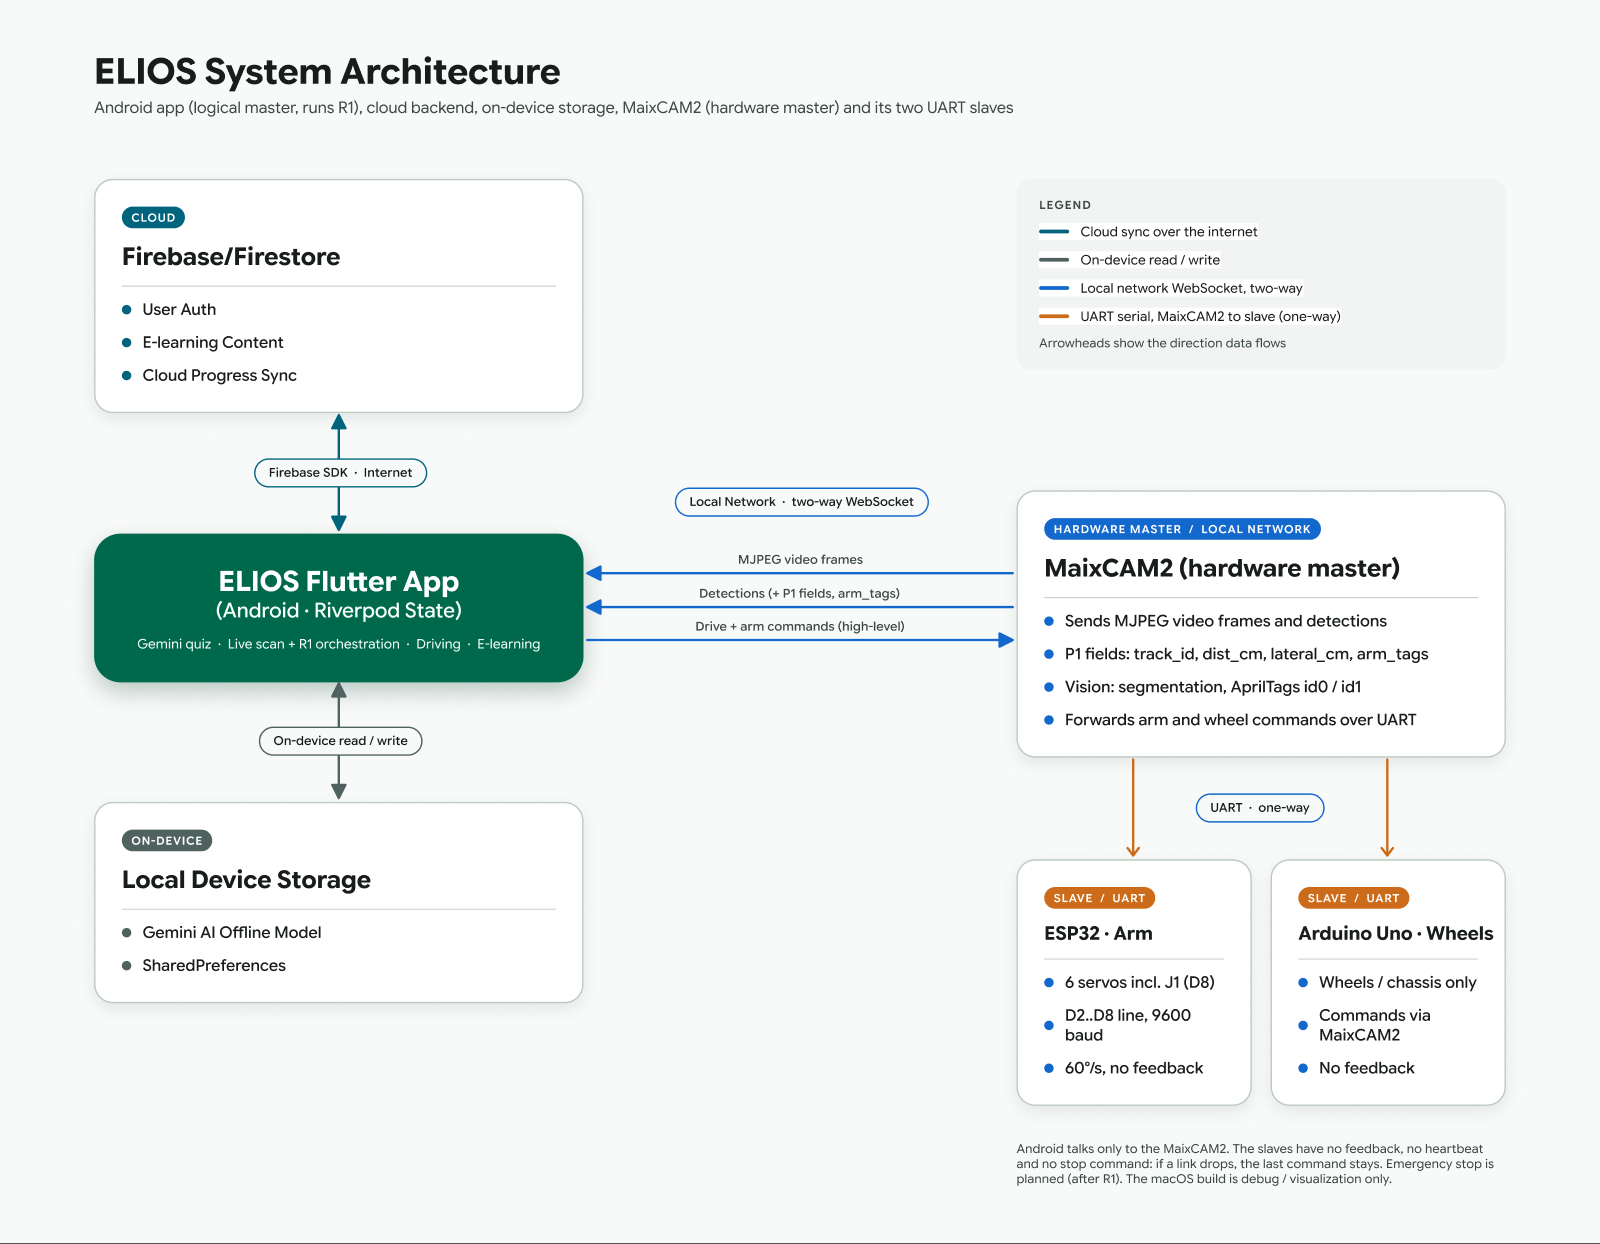 ELIOS System Architecture
Android app (logical master, runs R1), cloud backend, on-device storage, MaixCAM2 (hardware master) and its two UART slaves
CLOUD
Firebase/Firestore
User Auth
E-learning Content
Cloud Progress Sync
LEGEND
Cloud sync over the internet
On-device read / write
Local network WebSocket, two-way
UART serial, MaixCAM2 to slave (one-way)
Arrowheads show the direction data flows
Firebase SDK · Internet
ELIOS Flutter App
(Android · Riverpod State)
Gemini quiz · Live scan + R1 orchestration · Driving · E-learning
Local Network · two-way WebSocket
MJPEG video frames
Detections (+ P1 fields, arm_tags)
Drive + arm commands (high-level)
HARDWARE MASTER / LOCAL NETWORK
MaixCAM2 (hardware master)
Sends MJPEG video frames and detections
P1 fields: track_id, dist_cm, lateral_cm, arm_tags
Vision: segmentation, AprilTags id0 / id1
Forwards arm and wheel commands over UART
On-device read / write
ON-DEVICE
Local Device Storage
Gemini AI Offline Model
SharedPreferences
UART · one-way
SLAVE / UART
ESP32 · Arm
6 servos incl. J1 (D8)
D2..D8 line, 9600
baud
60°/s, no feedback
SLAVE / UART
Arduino Uno · Wheels
Wheels / chassis only
Commands via
MaixCAM2
No feedback
Android talks only to the MaixCAM2. The slaves have no feedback, no heartbeat
and no stop command: if a link drops, the last command stays. Emergency stop is
planned (after R1). The macOS build is debug / visualization only.